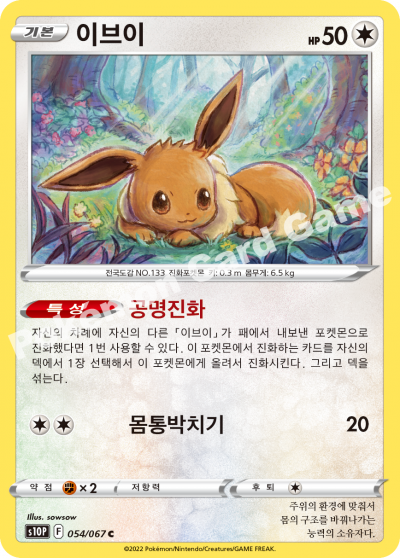 기본 이브이 HP 50
전국도감 NO.133 진화포켓몬 키: 0.3 m 몸무게: 6.5 kg
특성 공명진화
자신의 차례에 자신의 다른 「이브이」가 패에서 내보낸 포켓몬으로
진화했다면 1번 사용할 수 있다. 이 포켓몬에서 진화하는 카드를 자신의
덱에서 1장 선택해서 이 포켓몬에게 올려서 진화시킨다. 그리고 덱을
섞는다.
몸통박치기 20
약점 ×2 저항력 후퇴
Illus. sowsow
s10P F 054/067 C
주위의 환경에 맞춰서
몸의 구조를 바꿔나가는
능력의 소유자다.
©2022 Pokémon/Nintendo/Creatures/GAME FREAK.
Pokémon Card Game